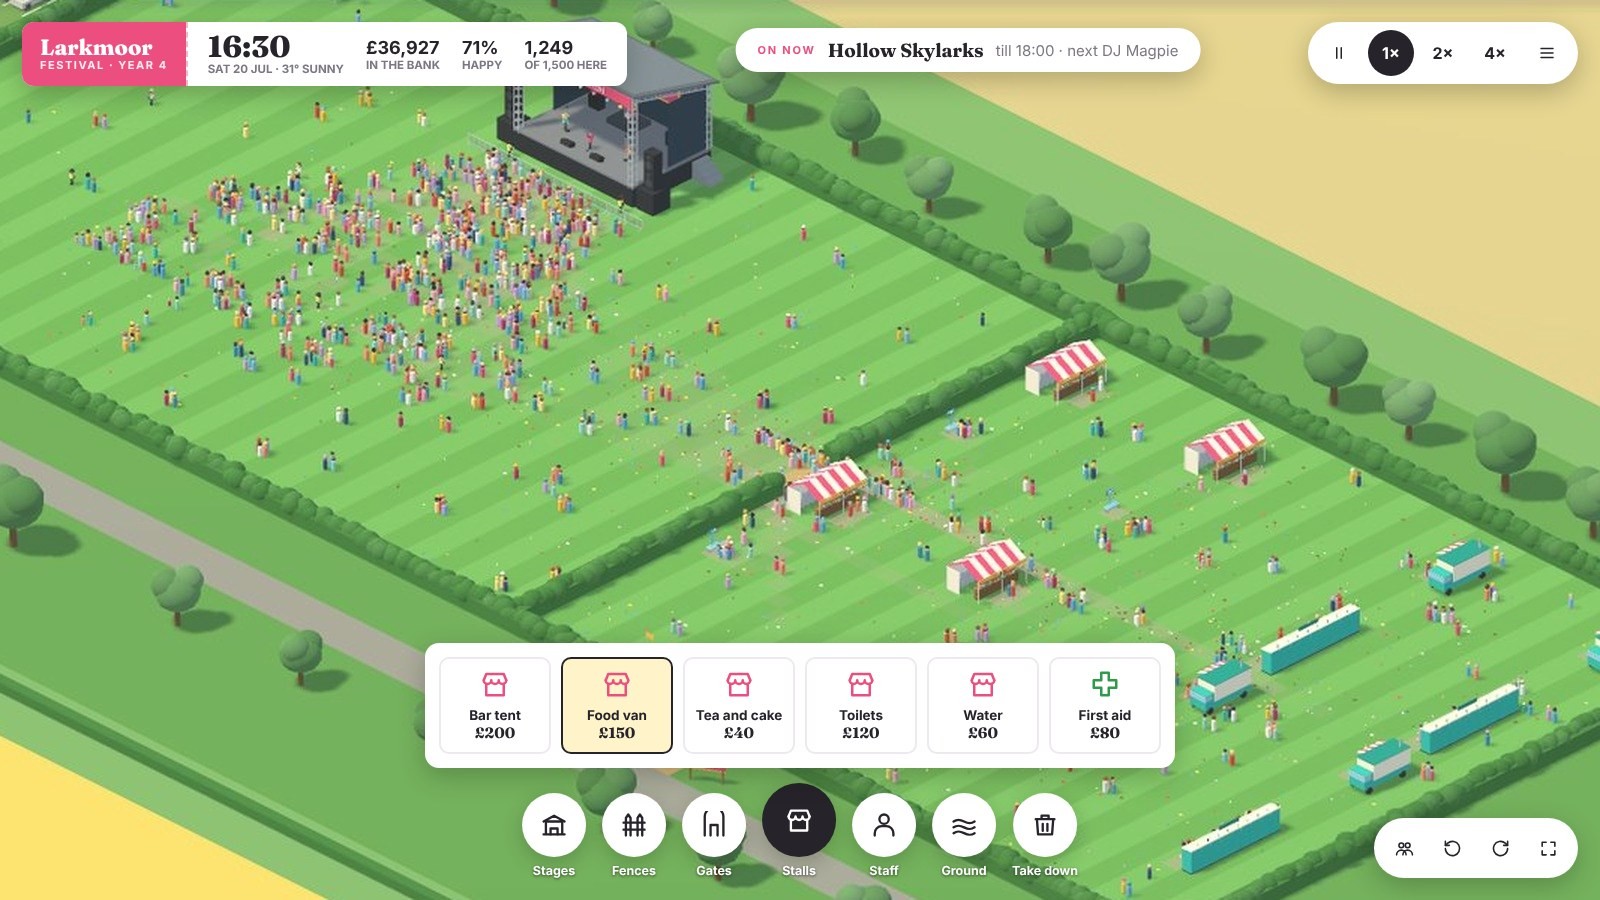 Larkmoor
FESTIVAL · YEAR 4
16:30
SAT 20 JUL · 31° SUNNY
£36,927
IN THE BANK
71%
HAPPY
1,249
OF 1,500 HERE
ON NOW Hollow Skylarks till 18:00 · next DJ Magpie
1× 2× 4×
Bar tent
£200
Food van
£150
Tea and cake
£40
Toilets
£120
Water
£60
First aid
£80
Stages
Fences
Gates
Stalls
Staff
Ground
Take down